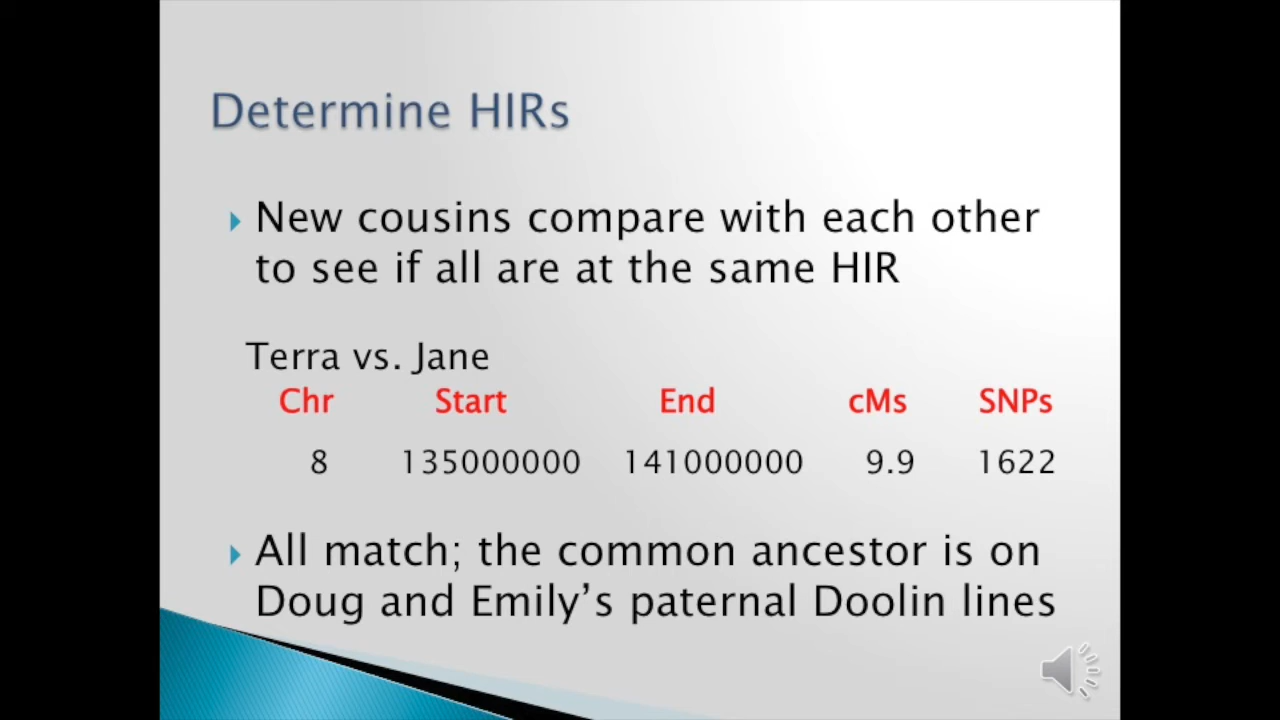 Determine HIRs
New cousins compare with each other
to see if all are at the same HIR
Terra vs. Jane
Chr Start End cMs SNPs
8 135000000 141000000 9.9 1622
All match; the common ancestor is on
Doug and Emily’s paternal Doolin lines